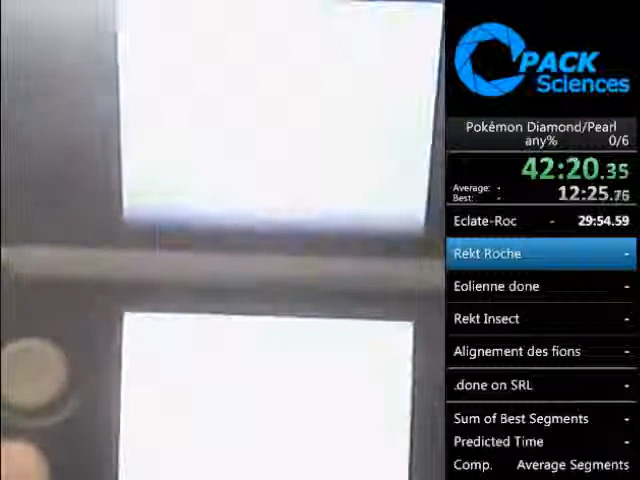 PACK
Sciences
Pokémon Diamond/Pearl
any% 0/6
42:20.35
Average: -
Best: -
12:25.76
Eclate-Roc - 29:54.59
Rekt Roche -
Eolienne done -
Rekt Insect -
Alignement des fions -
.done on SRL -
Sum of Best Segments -
Predicted Time -
Comp. Average Segments